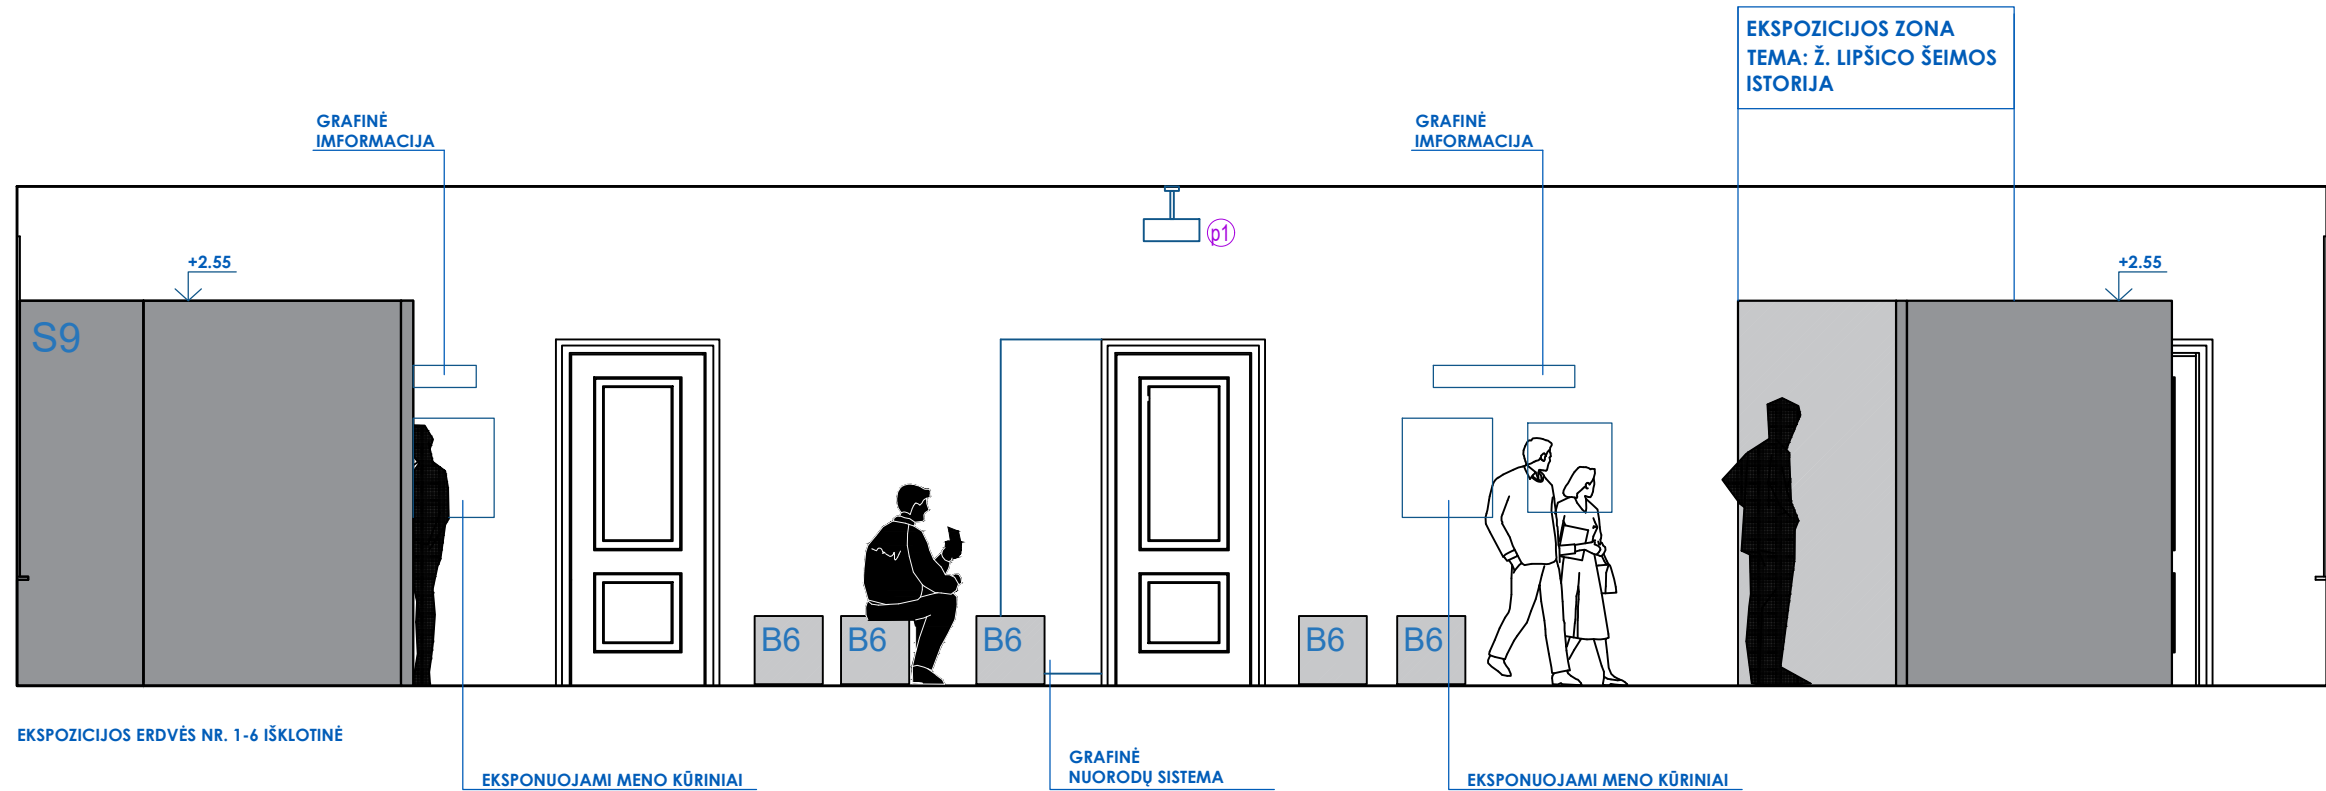 EKSPOZICIJOS ZONA
TEMA: Ž. LIPŠICO ŠEIMOS
ISTORIJA
GRAFINĖ
IMFORMACIJA
GRAFINĖ
IMFORMACIJA
p1
+2.55
+2.55
S9
B6
B6
B6
B6
B6
EKSPOZICIJOS ERDVĖS NR. 1-6 IŠKLOTINĖ
EKSPONUOJAMI MENO KŪRINIAI
GRAFINĖ
NUORODŲ SISTEMA
EKSPONUOJAMI MENO KŪRINIAI